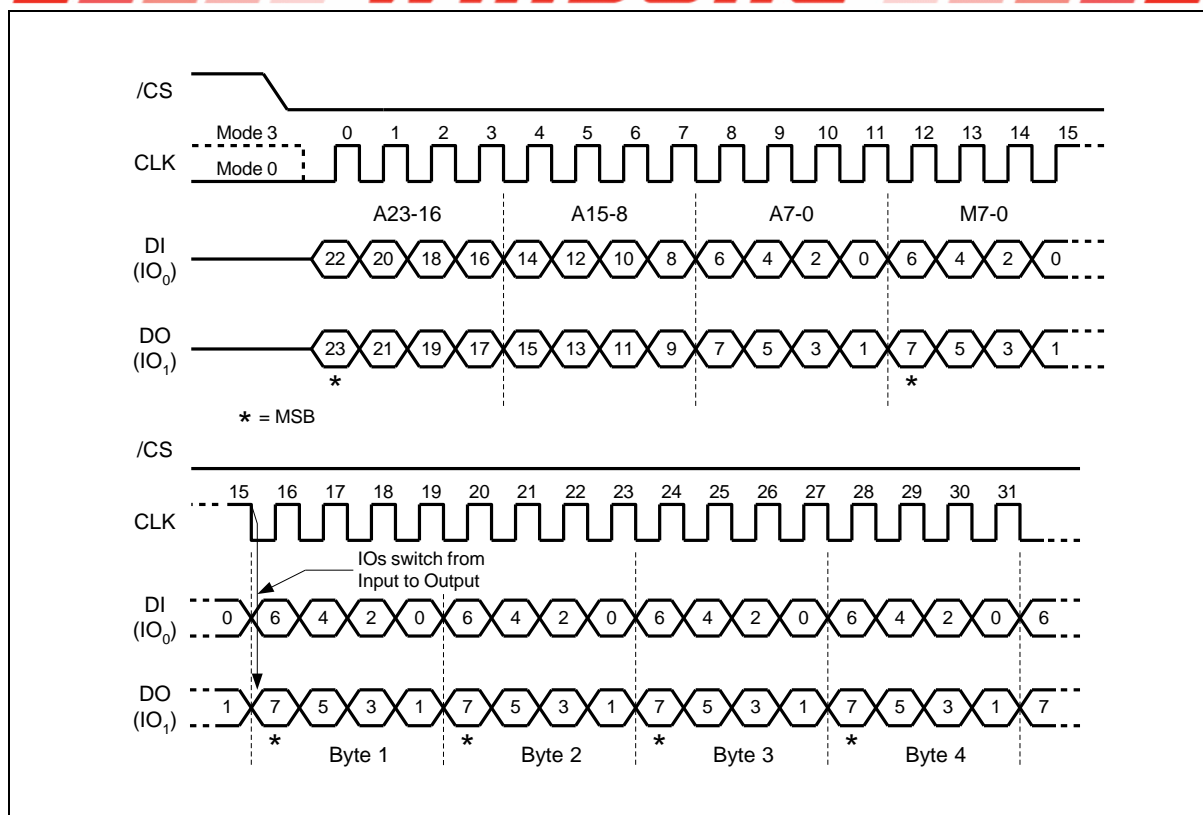 /CS
Mode 3
0 1 2 3 4 5 6 7 8 9 10 11 12 13 14 15
CLK
Mode 0
A23-16 A15-8 A7-0 M7-0
DI
(IO0)
22 20 18 16 14 12 10 8 6 4 2 0 6 4 2 0
DO
(IO1)
23 21 19 17 15 13 11 9 7 5 3 1 7 5 3 1
* *
* = MSB
/CS
15 16 17 18 19 20 21 22 23 24 25 26 27 28 29 30 31
CLK
IOs switch from
Input to Output
DI
(IO0)
0 6 4 2 0 6 4 2 0 6 4 2 0 6 4 2 0 6
DO
(IO1)
1 7 5 3 1 7 5 3 1 7 5 3 1 7 5 3 1 7
* * * *
Byte 1 Byte 2 Byte 3 Byte 4